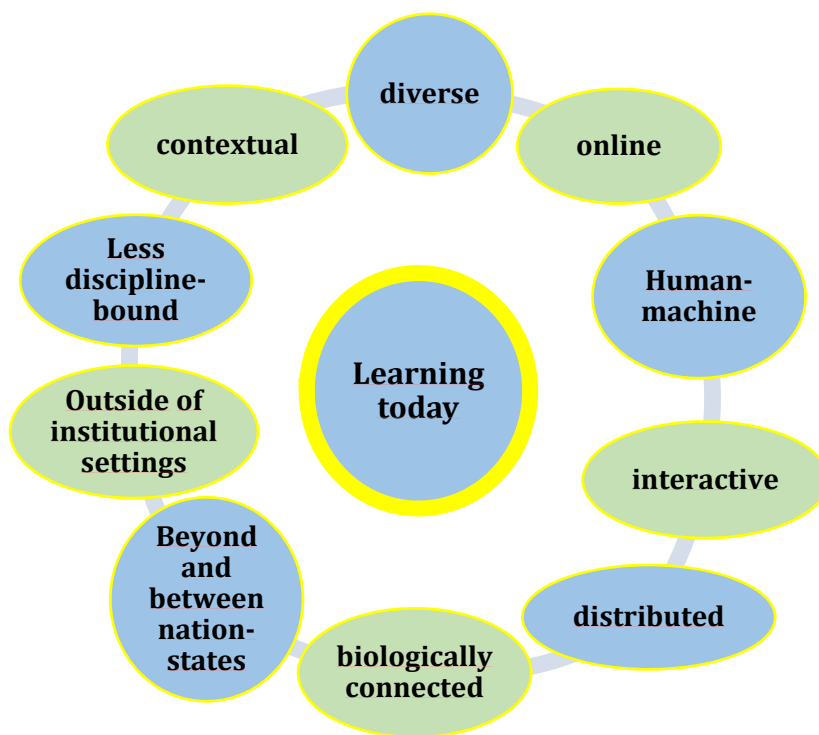 diverse
online
Human-
machine
interactive
distributed
biologically
connected
Beyond
and
between
nation-
states
Outside of
institutional
settings
Less
discipline-
bound
contextual
Learning
today